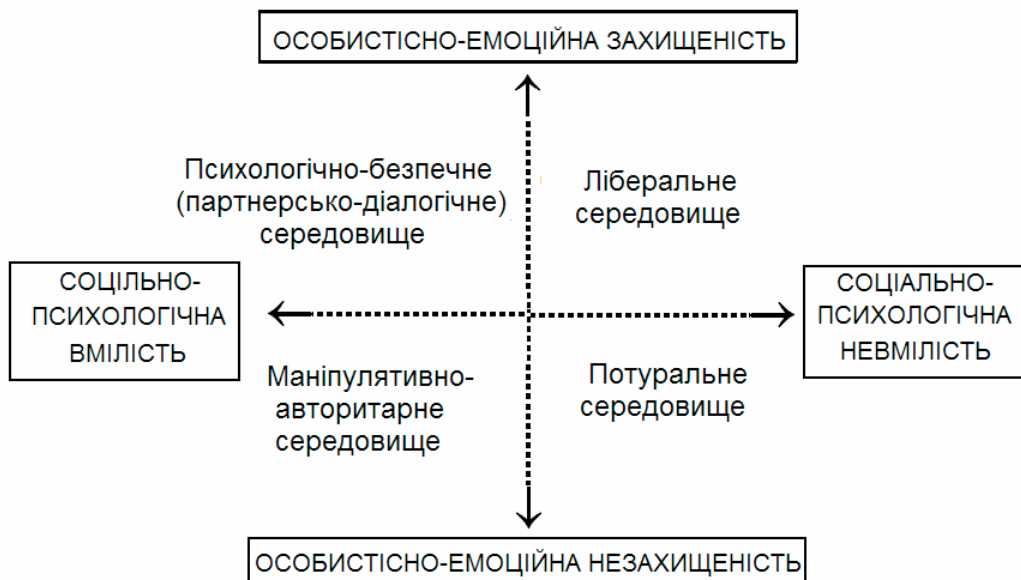 ОСОБИСТІСНО-ЕМОЦІЙНА ЗАХИЩЕНІСТЬ
Психологічно-безпечне
(партнерсько-діалогічне)
середовище
Ліберальне
середовище
СОЦІЛЬНО-
ПСИХОЛОГІЧНА
ВМІЛІСТЬ
СОЦІАЛЬНО-
ПСИХОЛОГІЧНА
НЕВМІЛІСТЬ
Маніпулятивно-
авторитарне
середовище
Потуральне
середовище
ОСОБИСТІСНО-ЕМОЦІЙНА НЕЗАХИЩЕНІСТЬ